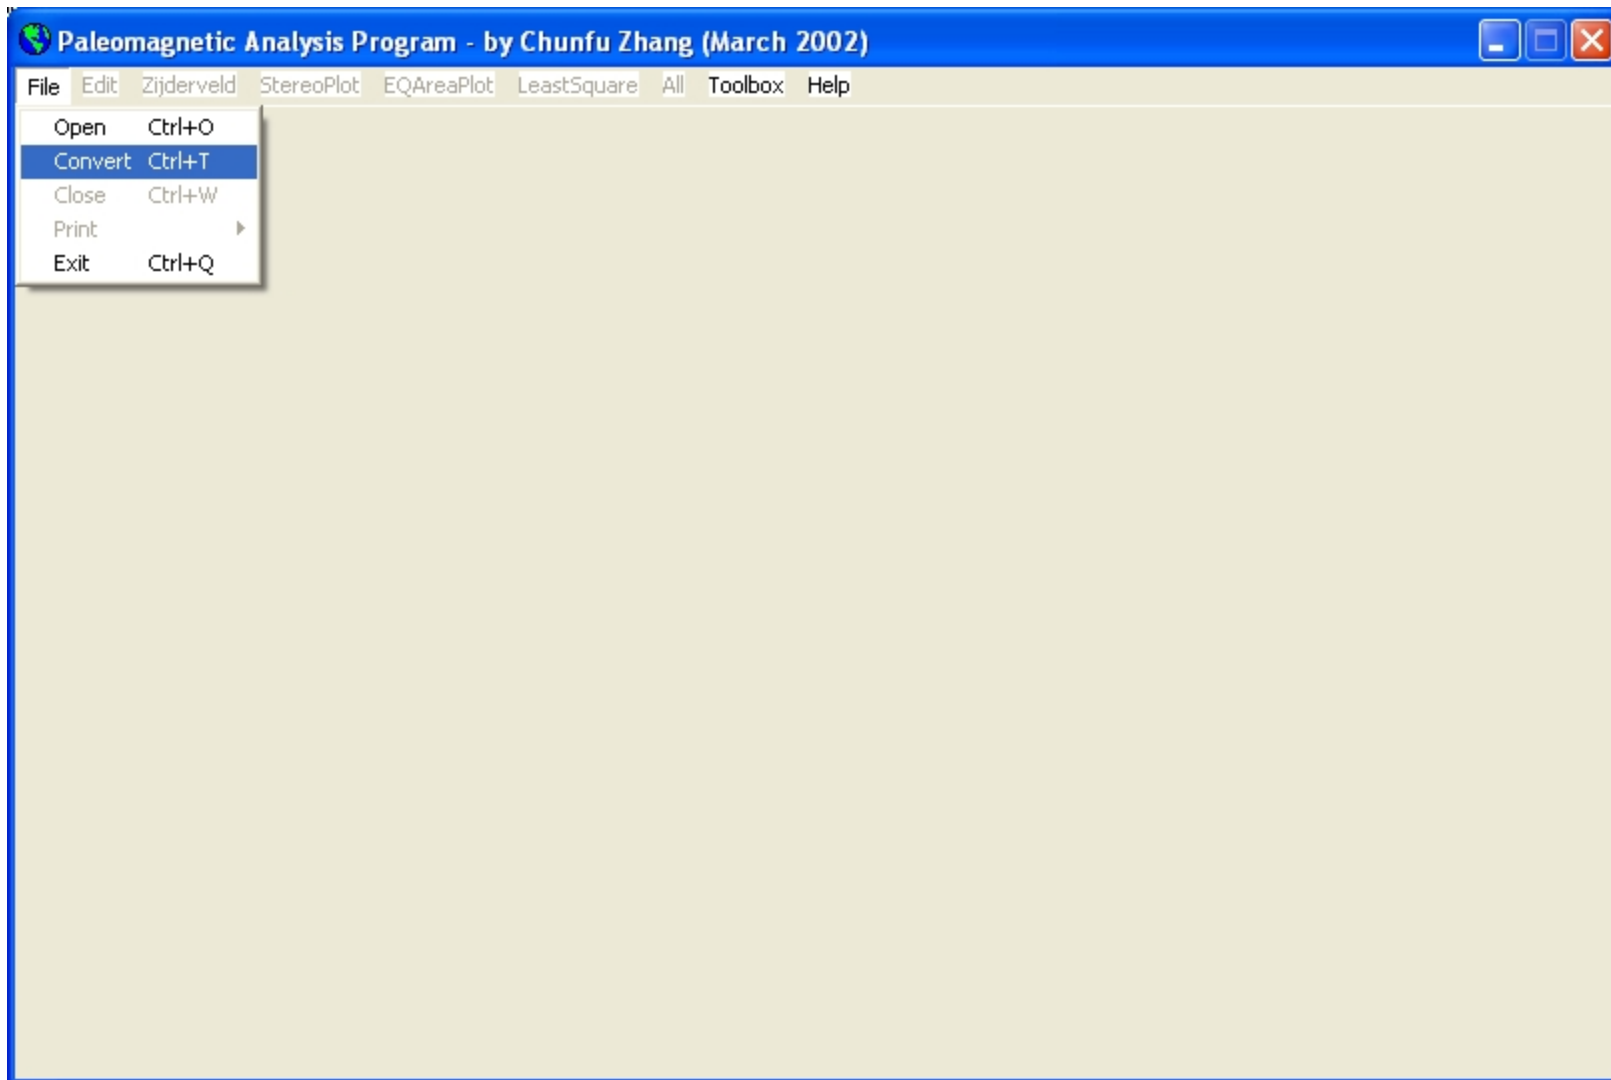 Paleomagnetic Analysis Program - by Chunfu Zhang (March 2002)
File Edit Zijderveld StereoPlot EQAreaPlot LeastSquare All Toolbox Help
Open Ctrl+O
Convert Ctrl+T
Close Ctrl+W
Print
Exit Ctrl+Q